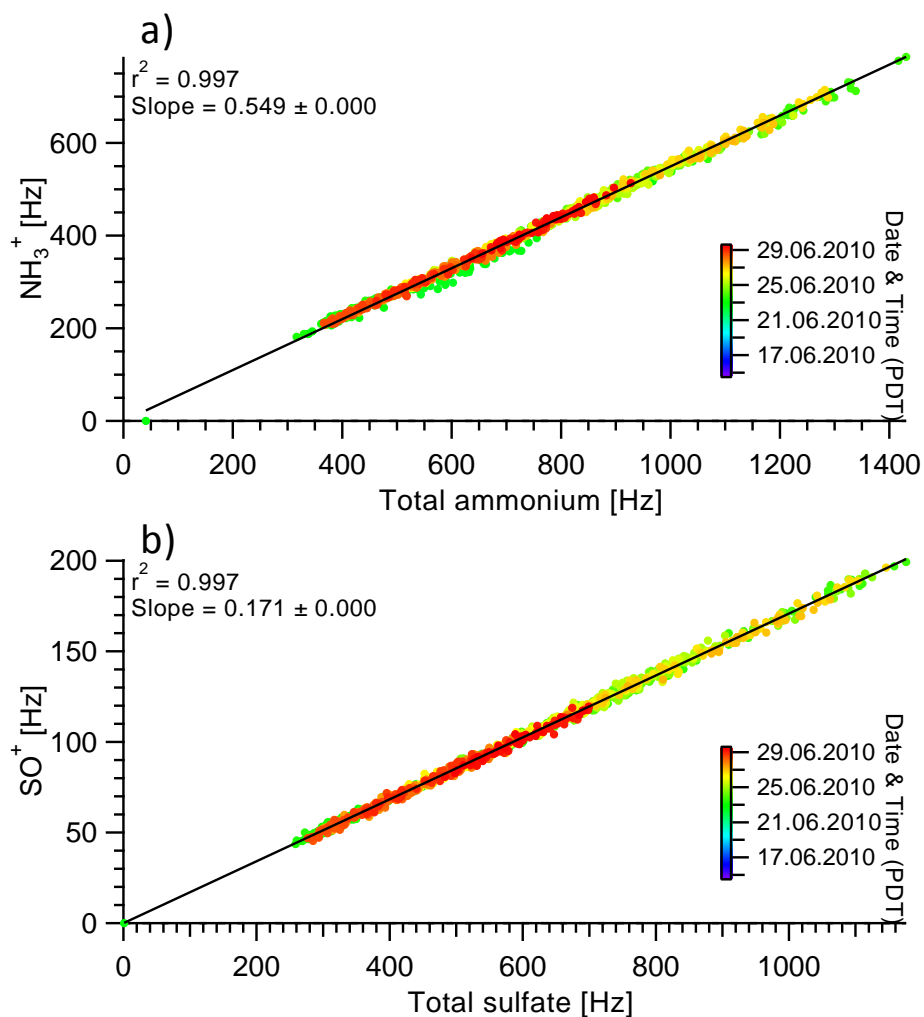 a)
r² = 0.997
Slope = 0.549 ± 0.000
600
400
200
0
NH₃⁺ [Hz]
0 200 400 600 800 1000 1200 1400
Total ammonium [Hz]
29.06.2010
25.06.2010
21.06.2010
17.06.2010
Date & Time (PDT)
b)
r² = 0.997
Slope = 0.171 ± 0.000
200
150
100
50
0
SO⁺ [Hz]
0 200 400 600 800 1000
Total sulfate [Hz]
29.06.2010
25.06.2010
21.06.2010
17.06.2010
Date & Time (PDT)